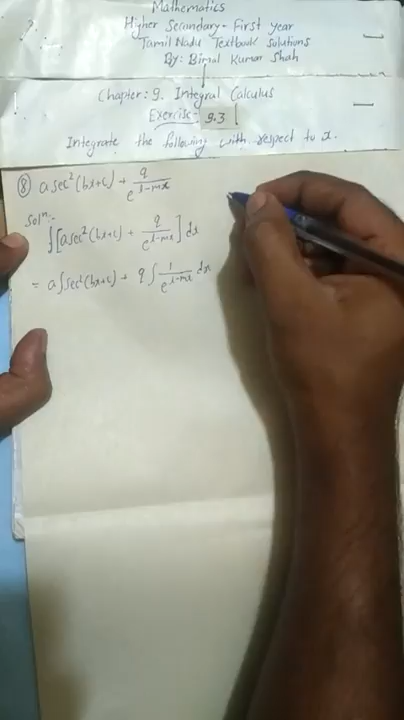 Mathematics
Higher Secondary - First year
Tamil Nadu Textbook Solutions
By: Bimal Kumar Shah
Chapter: 9. Integral Calculus
Exercise: 9.3
Integrate the following with respect to x.
⑧ a sec²(bx+c) + q/e^(l-mx)
Solⁿ:-
∫[a sec²(bx+c) + q/e^(l-mx)] dx
= a∫sec²(bx+c) + q∫ 1/e^(l-mx) dx